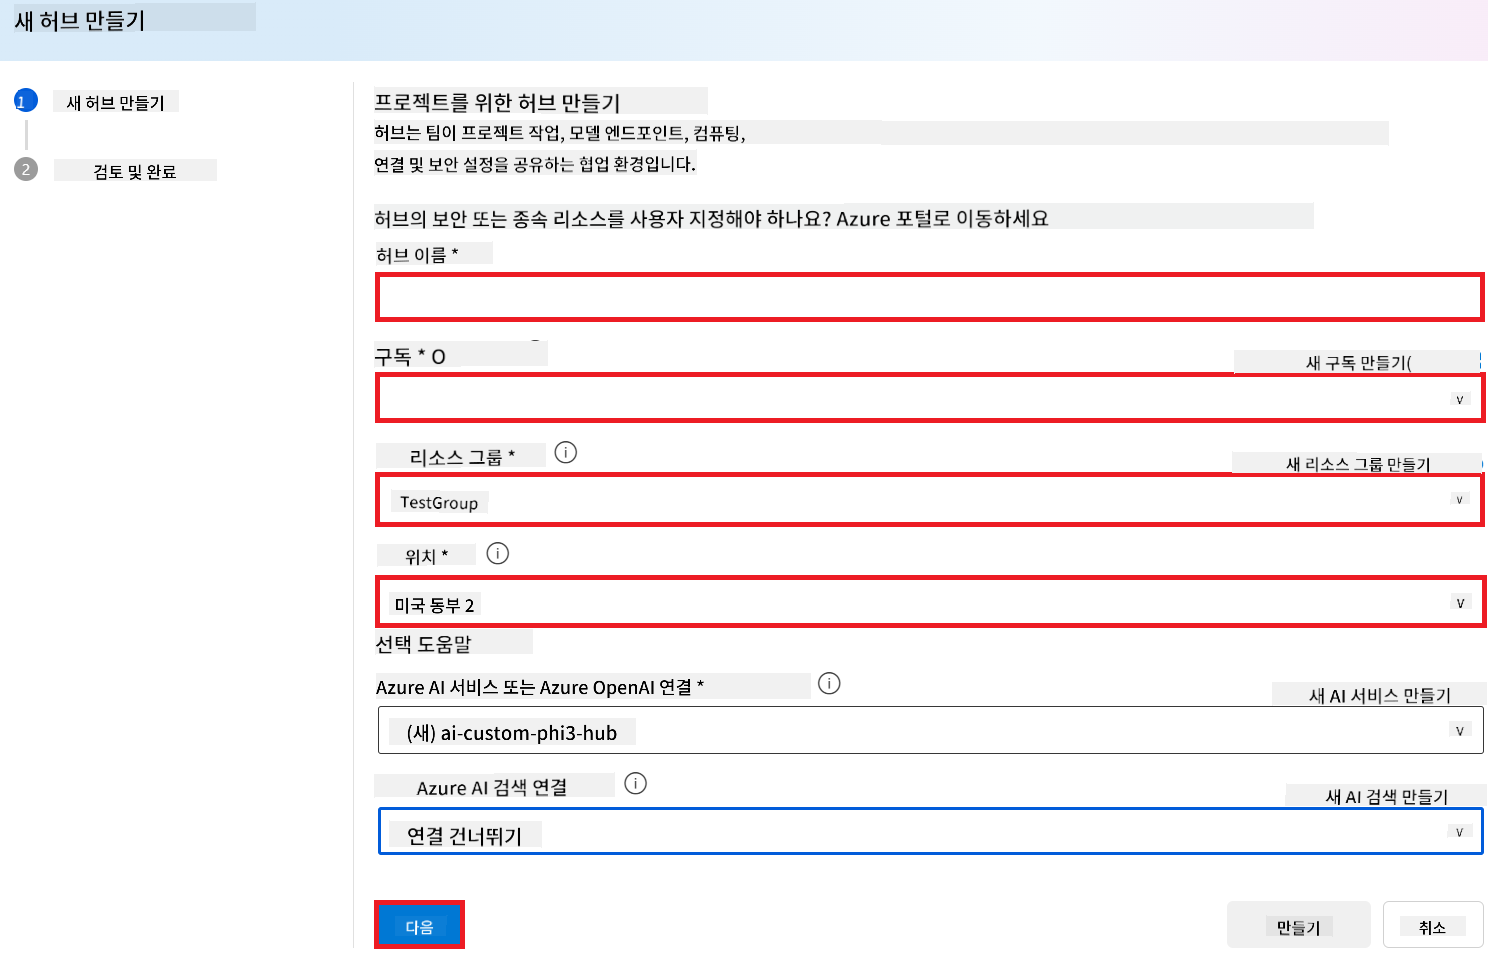 새 허브 만들기
1 새 허브 만들기
2 검토 및 완료
프로젝트를 위한 허브 만들기
허브는 팀이 프로젝트 작업, 모델 엔드포인트, 컴퓨팅,
연결 및 보안 설정을 공유하는 협업 환경입니다.
허브의 보안 또는 종속 리소스를 사용자 지정해야 하나요? Azure 포털로 이동하세요
허브 이름 *
구독 * O
새 구독 만들기(
리소스 그룹 *
새 리소스 그룹 만들기
TestGroup
위치 *
미국 동부 2
선택 도움말
Azure AI 서비스 또는 Azure OpenAI 연결 *
새 AI 서비스 만들기
(새) ai-custom-phi3-hub
Azure AI 검색 연결
새 AI 검색 만들기
연결 건너뛰기
다음
만들기
취소